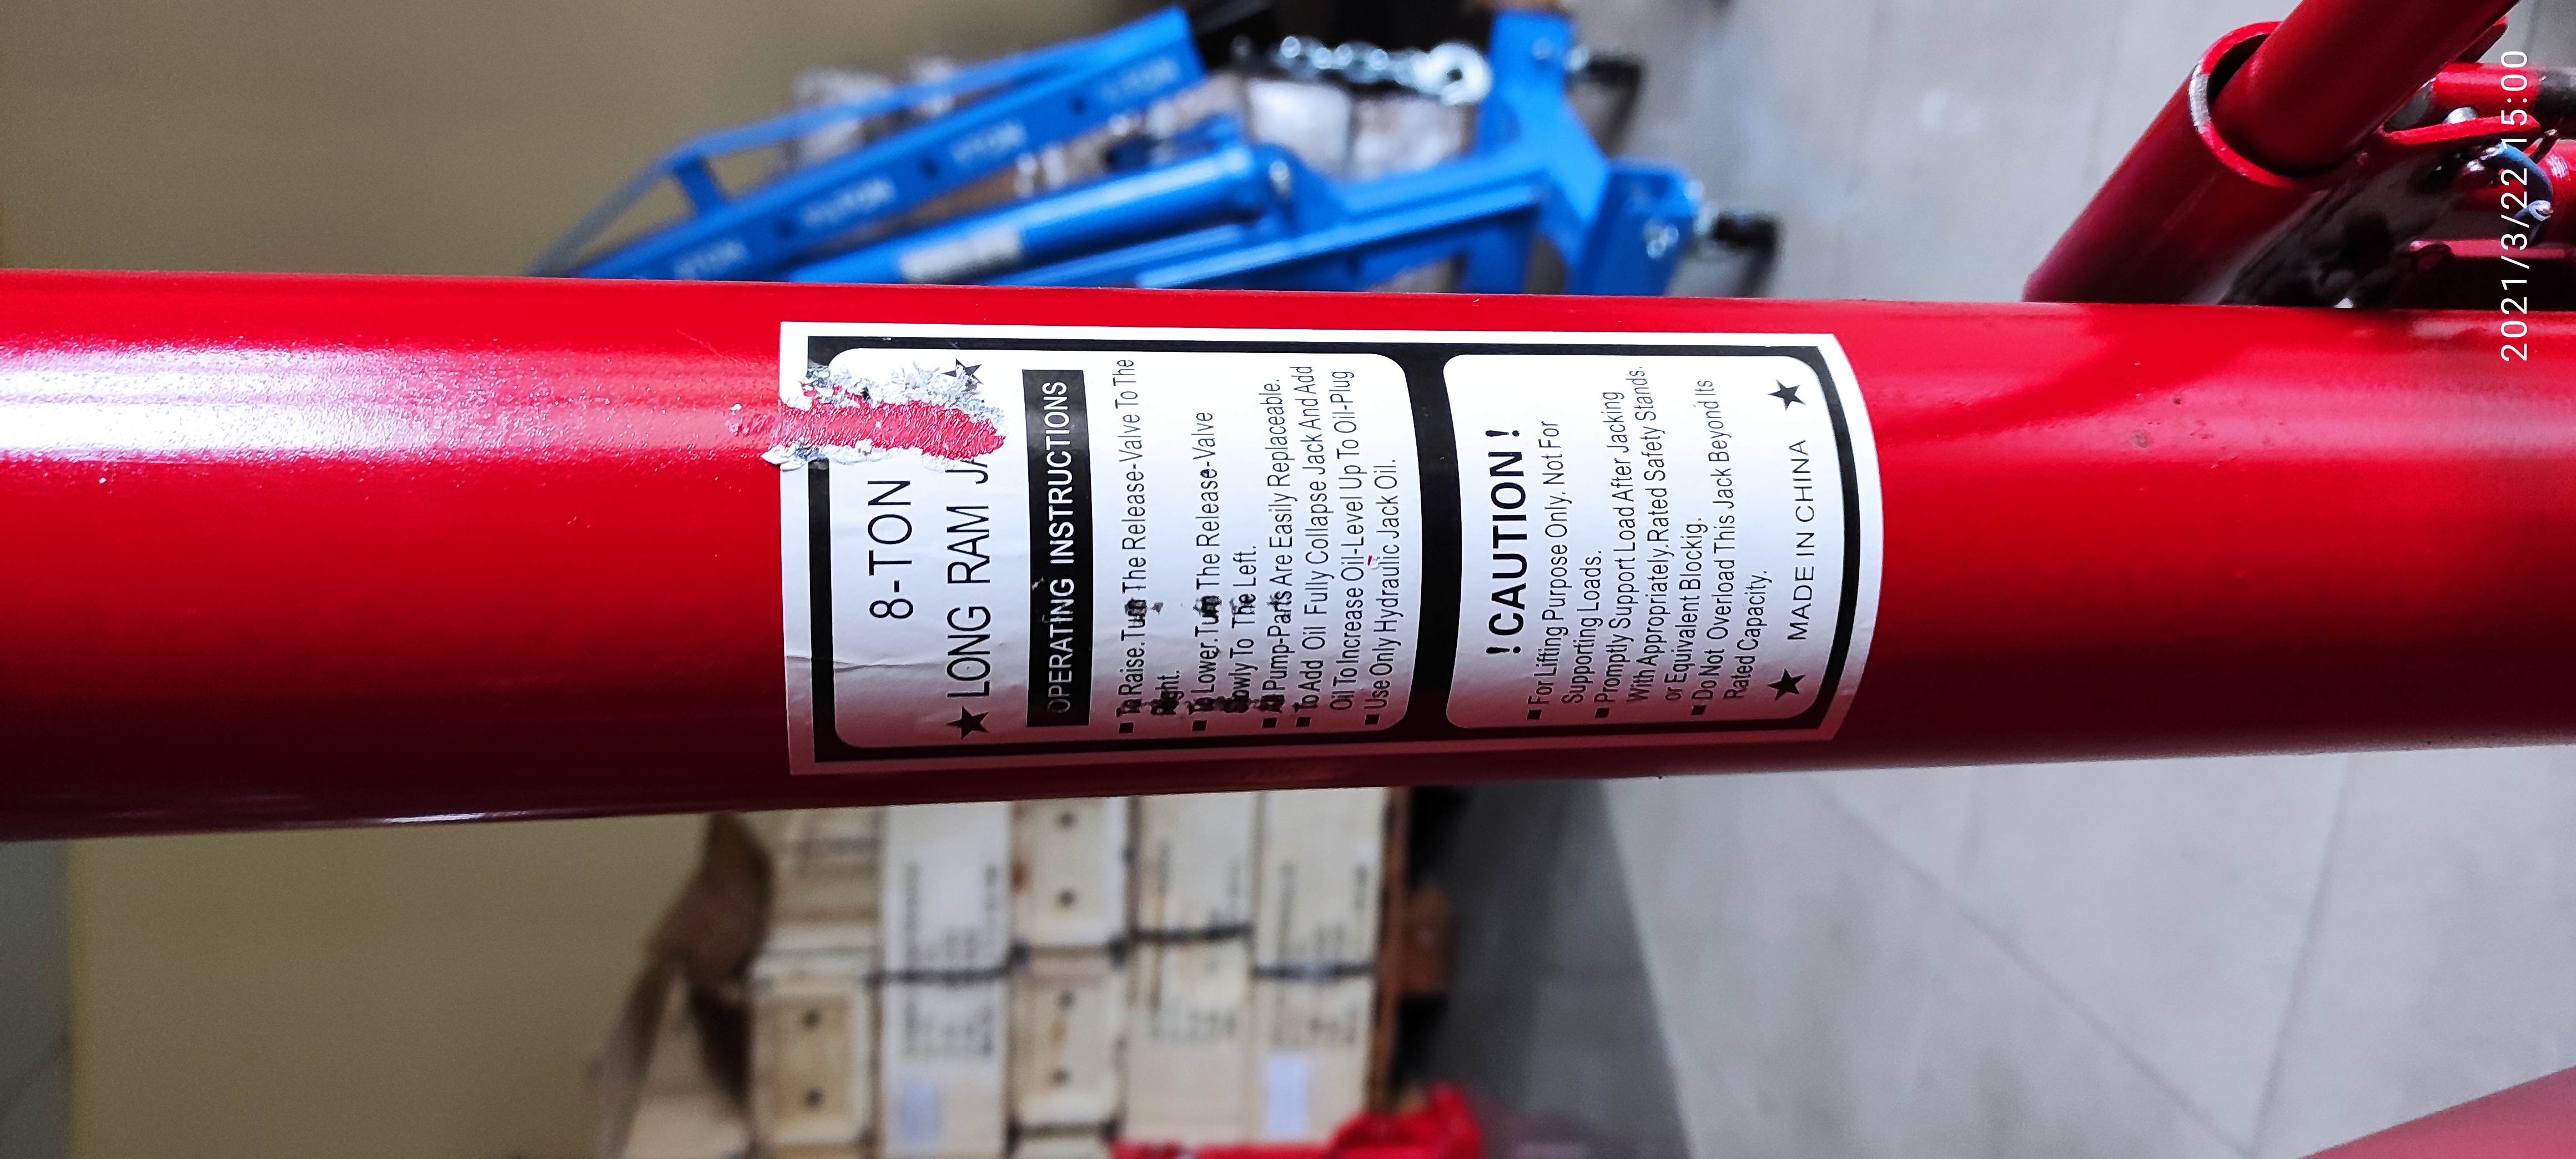 8-TON
★ LONG RAM
OPERATING INSTRUCTIONS
■ To Raise.Turn The Release-Valve To The
Right.
■ To Lower.Turn The Release-Valve
Slowly To The Left.
■ All Pump-Parts Are Easily Replaceable.
■ To Add Oil Fully Collapse Jack And Add
Oil To Increase Oil-Level Up To Oil-Plug
■ Use Only Hydraulic Jack Oil.
! CAUTION !
■ For Lifting Purpose Only. Not For
Supporting Loads.
■ Promptly Support Load After Jacking
With Appropriately.Rated Safety Stands.
or Equivalent Blockig.
■ Do Not Overload This Jack Beyond Its
Rated Capacity.
★ MADE IN CHINA ★
2021/3/22 15:00